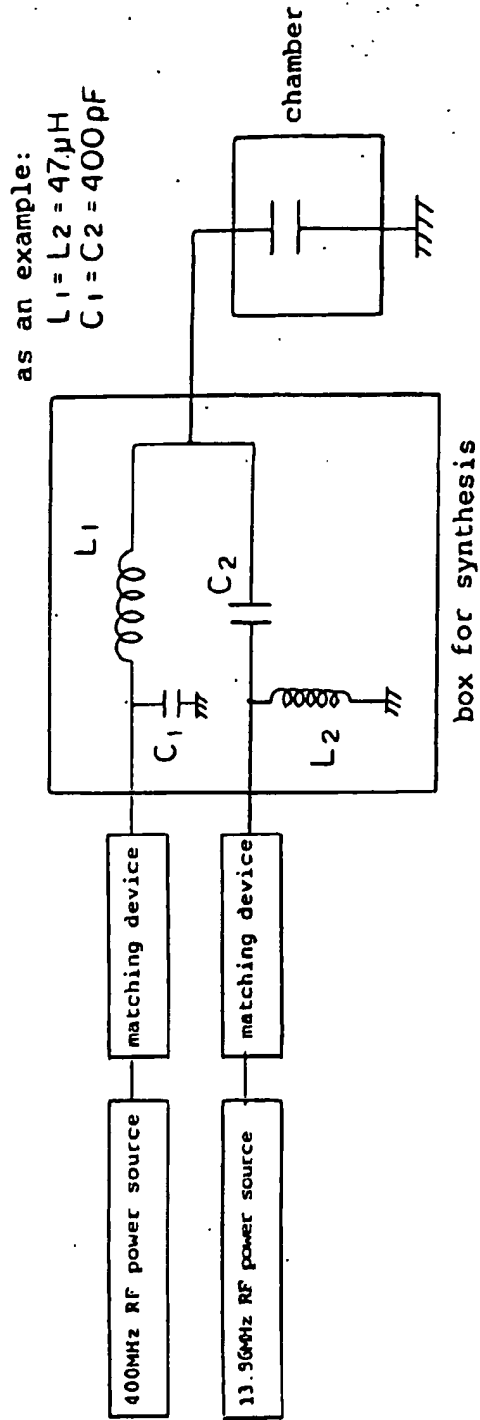 as an example:
L1 = L2 = 47µH
C1 = C2 = 400pF
400MHz RF power source
matching device
C1
L1
13.56MHz RF power source
matching device
L2
C2
chamber
box for synthesis